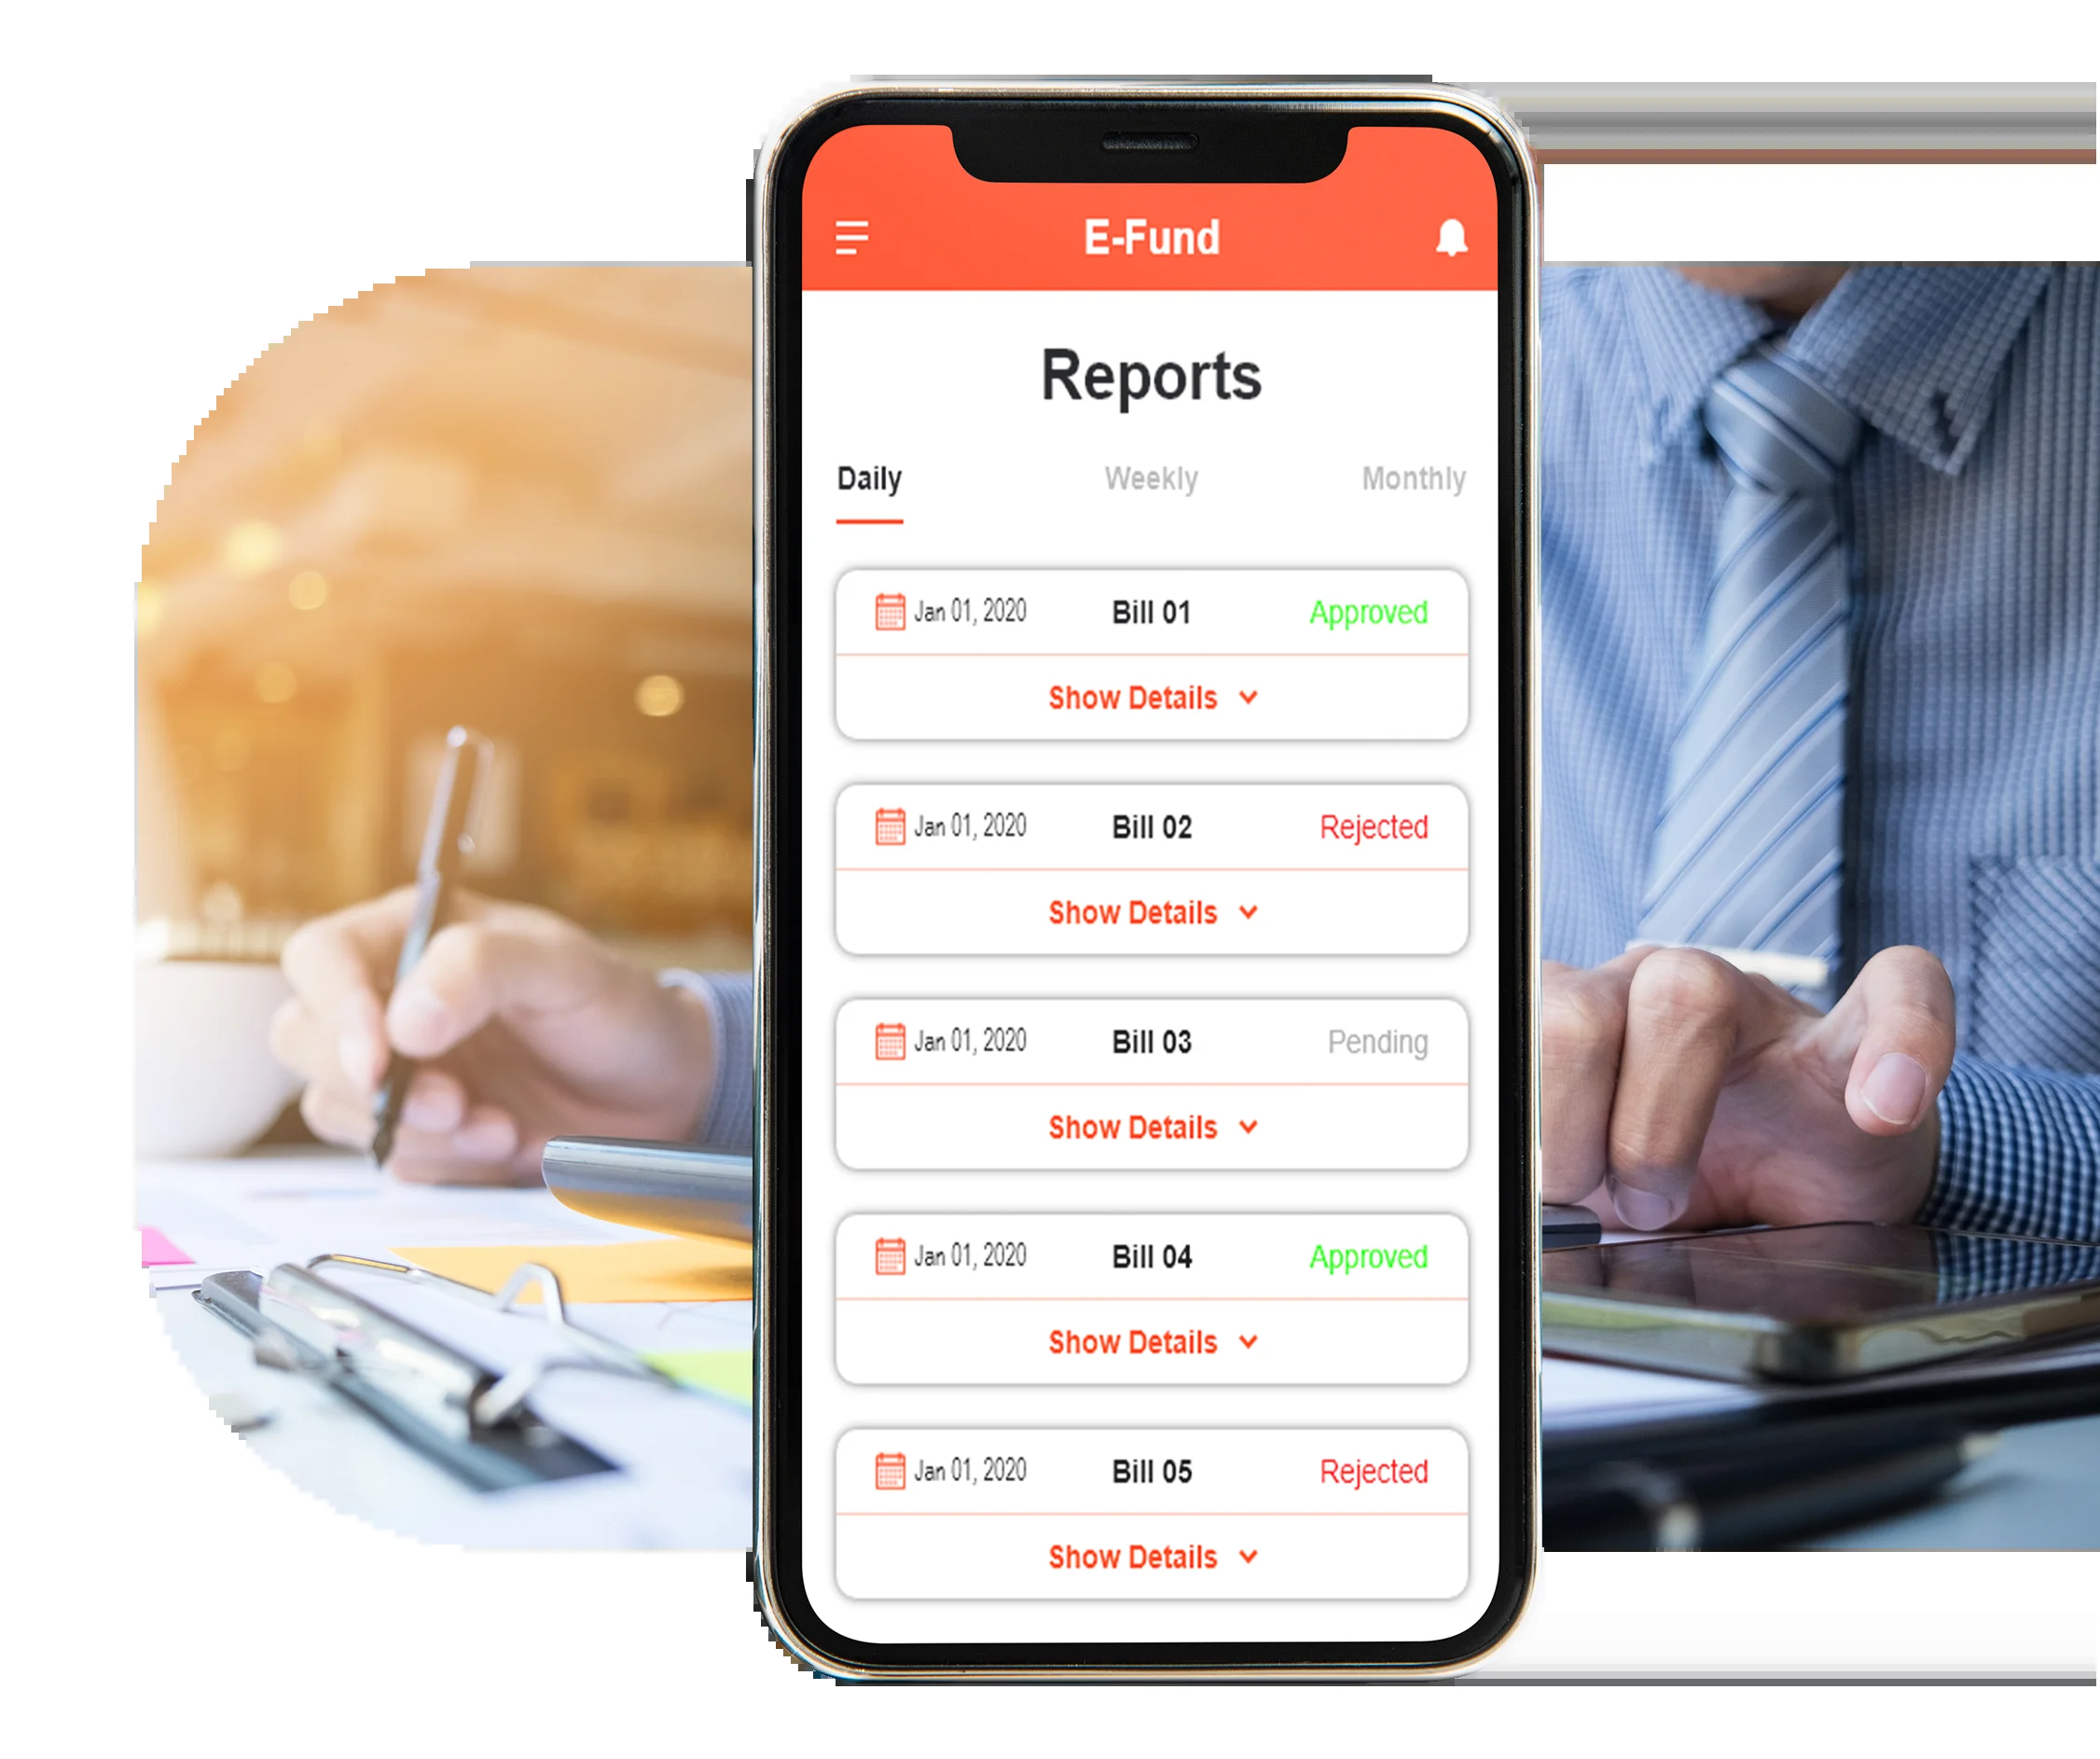 E-Fund
Reports
Daily Weekly Monthly
Jan 01, 2020 Bill 01 Approved
Show Details
Jan 01, 2020 Bill 02 Rejected
Show Details
Jan 01, 2020 Bill 03 Pending
Show Details
Jan 01, 2020 Bill 04 Approved
Show Details
Jan 01, 2020 Bill 05 Rejected
Show Details